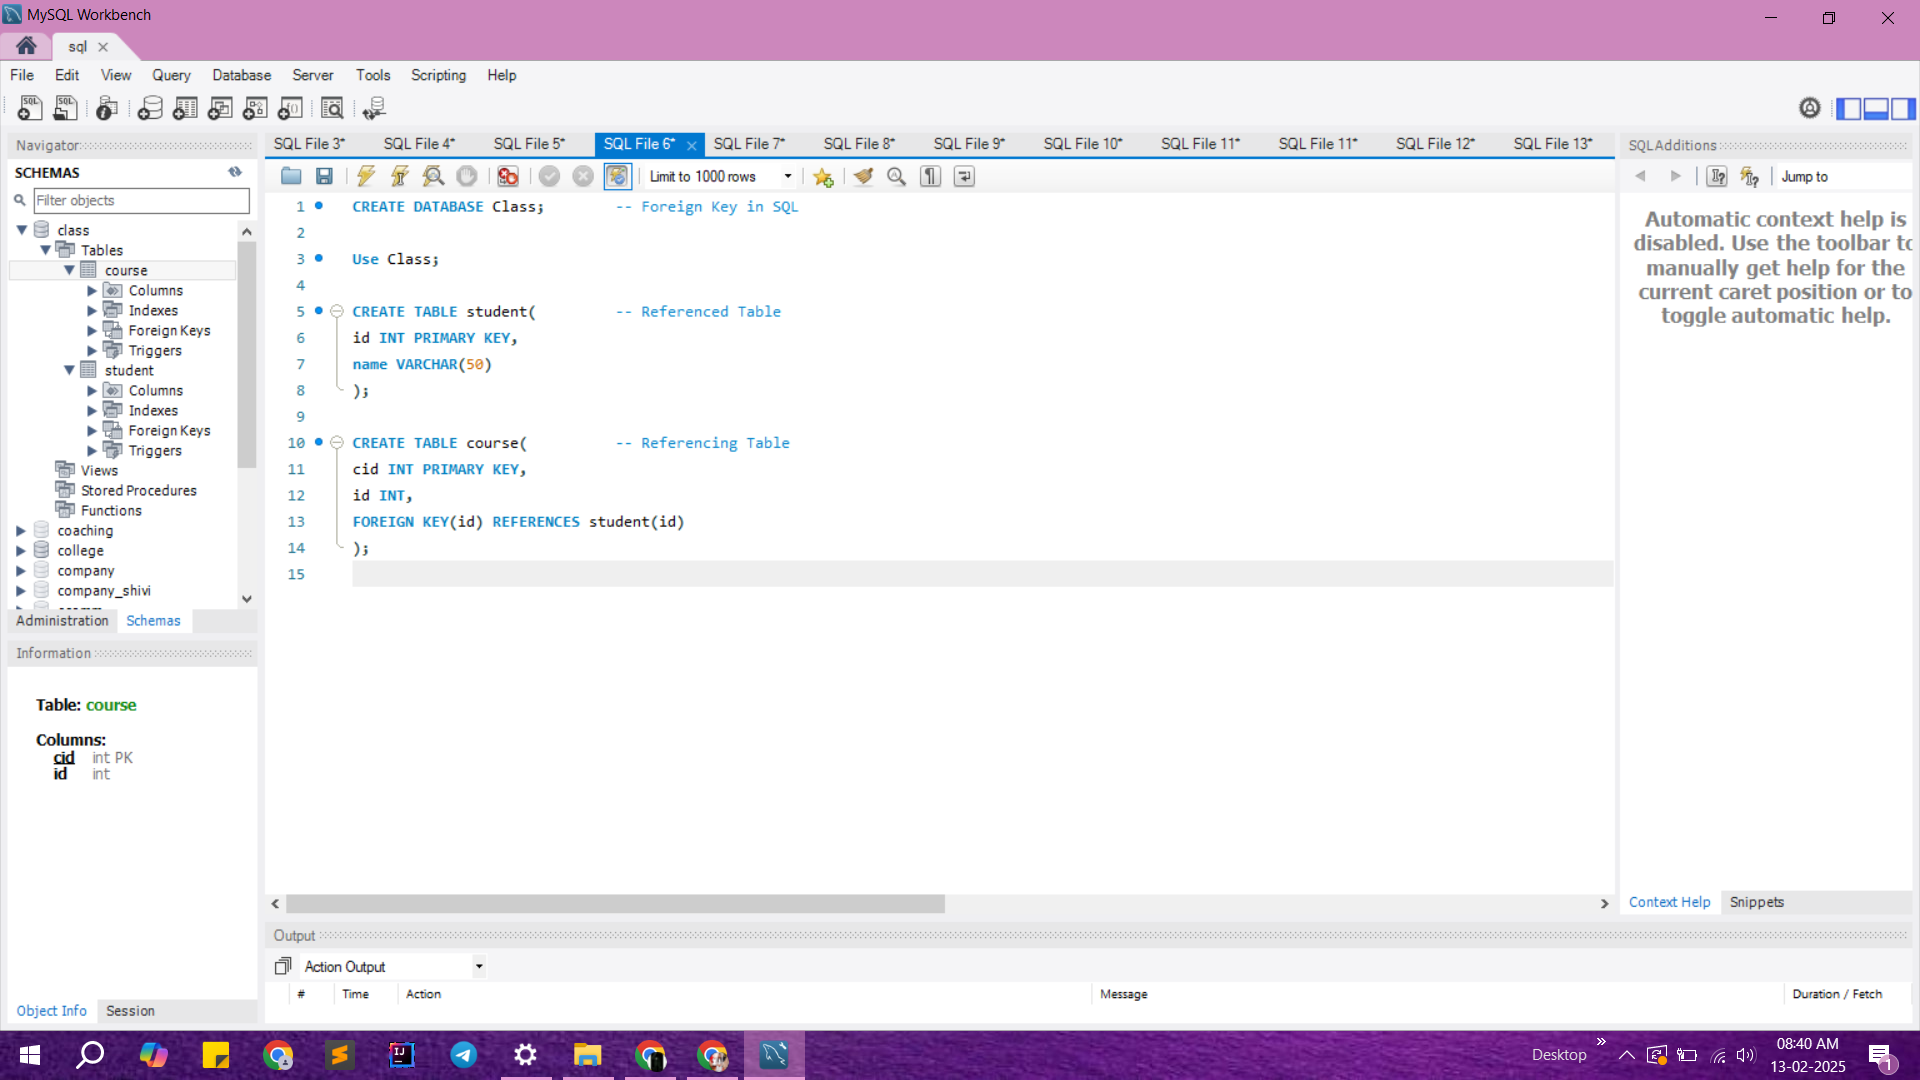 MySQL Workbench
sql
File Edit View Query Database Server Tools Scripting Help
Navigator
SCHEMAS
Filter objects
class
Tables
course
Columns
Indexes
Foreign Keys
Triggers
student
Columns
Indexes
Foreign Keys
Triggers
Views
Stored Procedures
Functions
coaching
college
company
company_shivi
Administration Schemas
Information
Table: course
Columns:
cid int PK
id int
Object Info Session
SQL File 3* SQL File 4* SQL File 5* SQL File 6* SQL File 7* SQL File 8* SQL File 9* SQL File 10* SQL File 11* SQL File 11* SQL File 12* SQL File 13*
Limit to 1000 rows
1 CREATE DATABASE Class; -- Foreign Key in SQL
2
3 Use Class;
4
5 CREATE TABLE student( -- Referenced Table
6 id INT PRIMARY KEY,
7 name VARCHAR(50)
8 );
9
10 CREATE TABLE course( -- Referencing Table
11 cid INT PRIMARY KEY,
12 id INT,
13 FOREIGN KEY(id) REFERENCES student(id)
14 );
15
SQLAdditions
Jump to
Automatic context help is
disabled. Use the toolbar to
manually get help for the
current caret position or to
toggle automatic help.
Context Help Snippets
Output
Action Output
# Time Action Message Duration / Fetch
Desktop
08:40 AM
13-02-2025
1